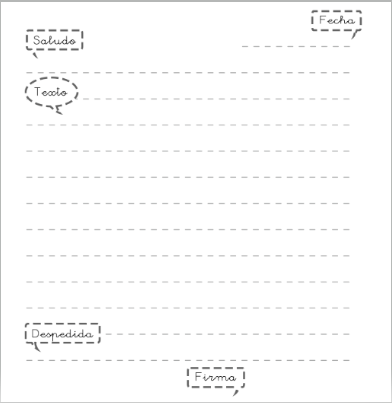 Fecha
Saludo
Texto
Despedida
Firma